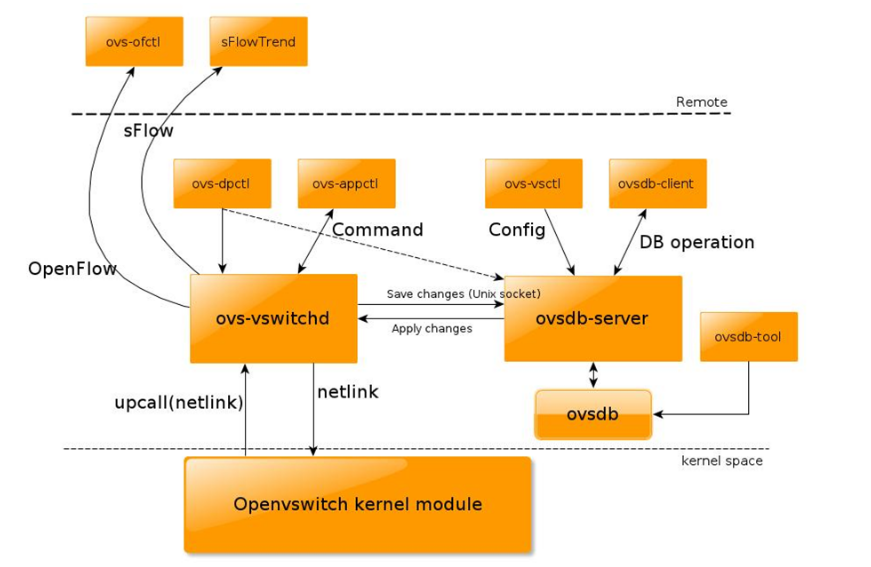 ovs-ofctl
sFlowTrend
Remote
sFlow
ovs-dpctl
ovs-appctl
ovs-vsctl
ovsdb-client
Command
Config
DB operation
OpenFlow
Save changes (Unix socket)
ovs-vswitchd
ovsdb-server
Apply changes
ovsdb-tool
upcall(netlink)
netlink
ovsdb
kernel space
Openvswitch kernel module